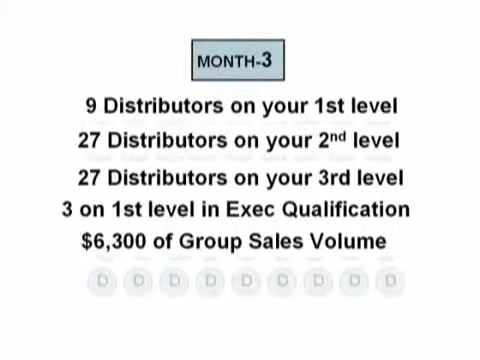 MONTH-3
9 Distributors on your 1st level
27 Distributors on your 2nd level
27 Distributors on your 3rd level
3 on 1st level in Exec Qualification
$6,300 of Group Sales Volume
D D D D D D D D D